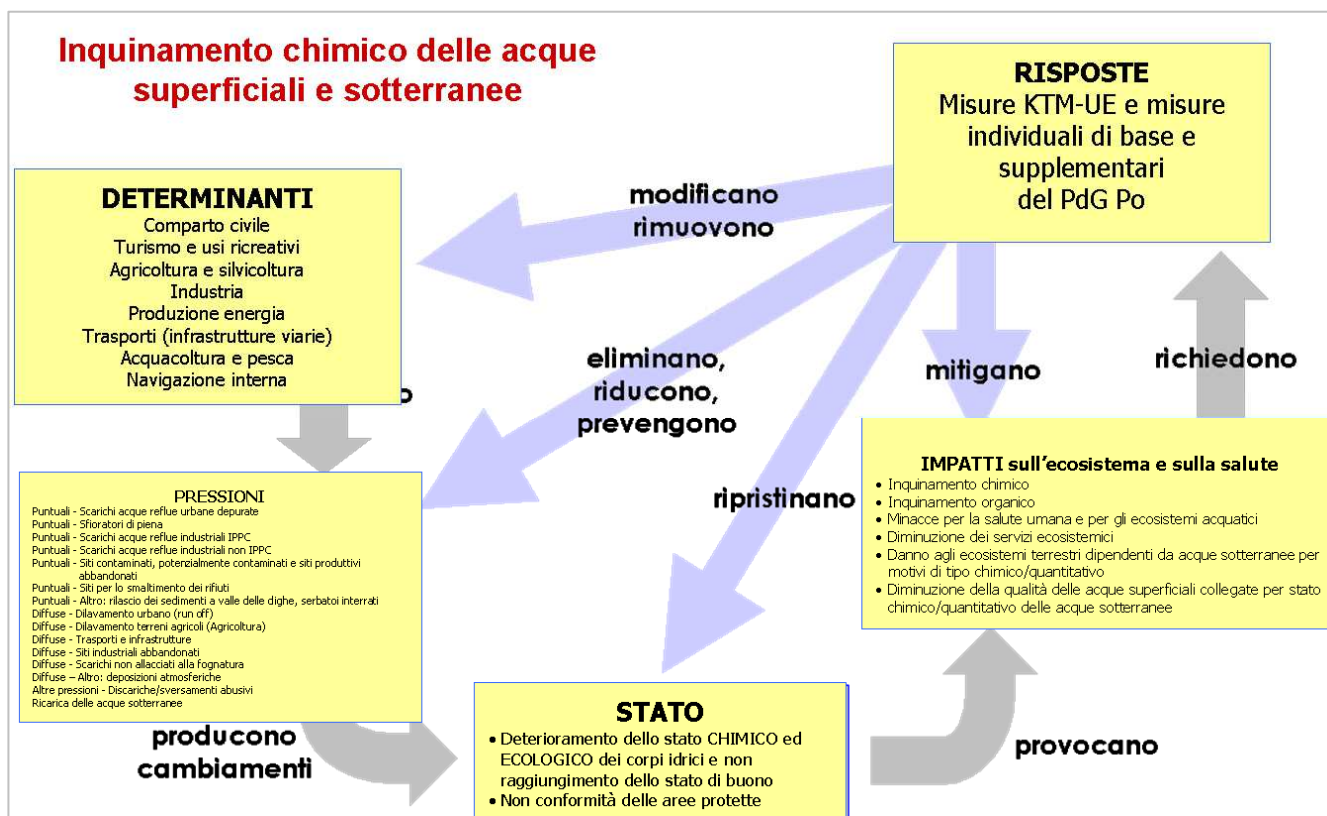 Inquinamento chimico delle acque
superficiali e sotterranee
RISPOSTE
Misure KTM-UE e misure
individuali di base e
supplementari
del PdG Po
DETERMINANTI
Comparto civile
Turismo e usi ricreativi
Agricoltura e silvicoltura
Industria
Produzione energia
Trasporti (infrastrutture viarie)
Acquacoltura e pesca
Navigazione interna
modificano
rimuovono
eliminano,
riducono,
prevengono
mitigano
richiedono
ripristinano
PRESSIONI
Puntuali - Scarichi acque reflue urbane depurate
Puntuali - Sfioratori di piena
Puntuali - Scarichi acque reflue industriali IPPC
Puntuali - Scarichi acque reflue industriali non IPPC
Puntuali - Siti contaminati, potenzialmente contaminati e siti produttivi
abbandonati
Puntuali - Siti per lo smaltimento dei rifiuti
Puntuali - Altro: rilascio dei sedimenti a valle delle dighe, serbatoi interrati
Diffuse - Dilavamento urbano (run off)
Diffuse - Dilavamento terreni agricoli (Agricoltura)
Diffuse - Trasporti e infrastrutture
Diffuse - Siti industriali abbandonati
Diffuse - Scarichi non allacciati alla fognatura
Diffuse – Altro: deposizioni atmosferiche
Altre pressioni - Discariche/sversamenti abusivi
Ricarica delle acque sotterranee
IMPATTI sull'ecosistema e sulla salute
• Inquinamento chimico
• Inquinamento organico
• Minacce per la salute umana e per gli ecosistemi acquatici
• Diminuzione dei servizi ecosistemici
• Danno agli ecosistemi terrestri dipendenti da acque sotterranee per
motivi di tipo chimico/quantitativo
• Diminuzione della qualità delle acque superficiali collegate per stato
chimico/quantitativo delle acque sotterranee
producono
cambiamenti
STATO
• Deterioramento dello stato CHIMICO ed
ECOLOGICO dei corpi idrici e non
raggiungimento dello stato di buono
• Non conformità delle aree protette
provocano